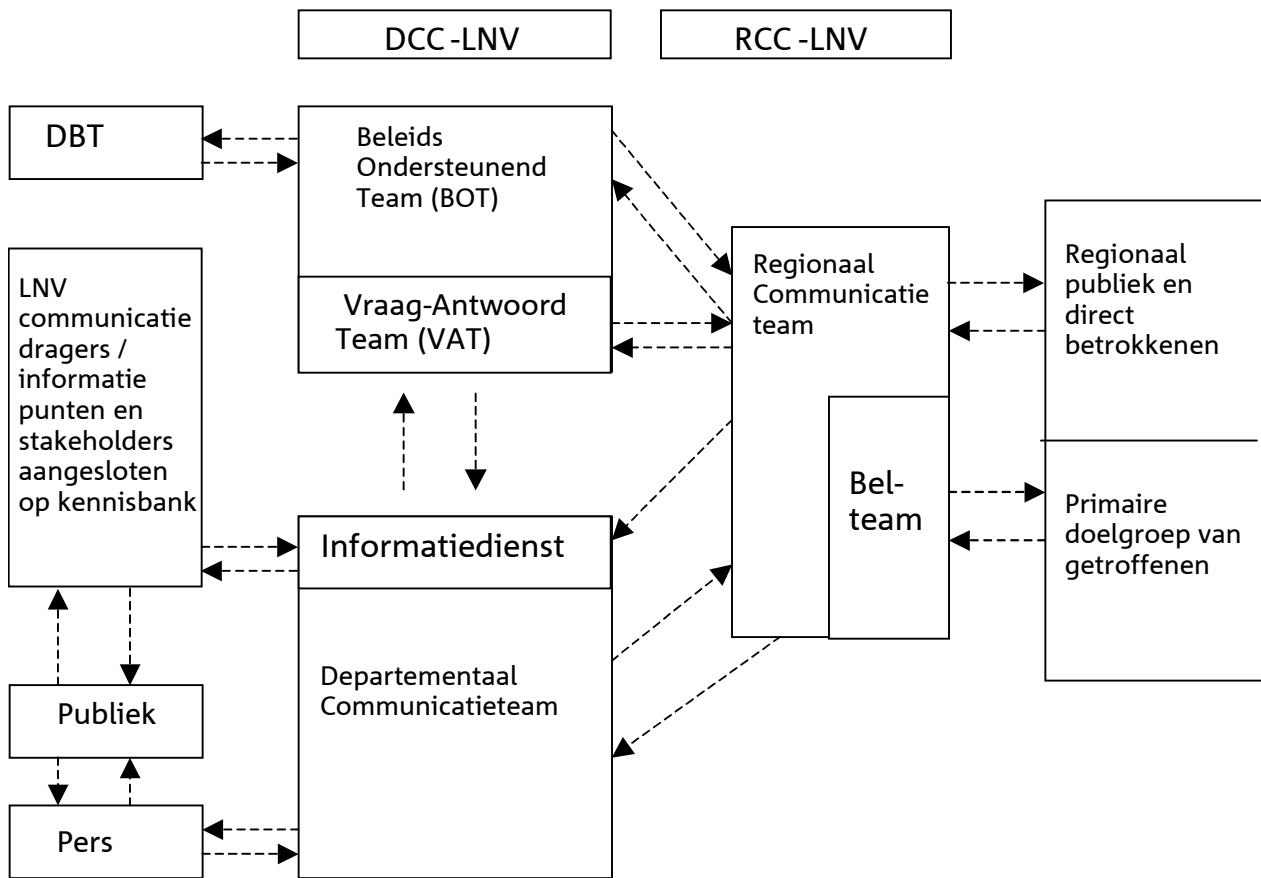 DCC -LNV
RCC -LNV
DBT
Beleids
Ondersteunend
Team (BOT)
Vraag-Antwoord
Team (VAT)
LNV
communicatie
dragers /
informatie
punten en
stakeholders
aangesloten
op kennisbank
Regionaal
Communicatie
team
Regionaal
publiek en
direct
betrokkenen
Bel-
team
Primaire
doelgroep van
getroffenen
Informatiedienst
Departementaal
Communicatieteam
Publiek
Pers